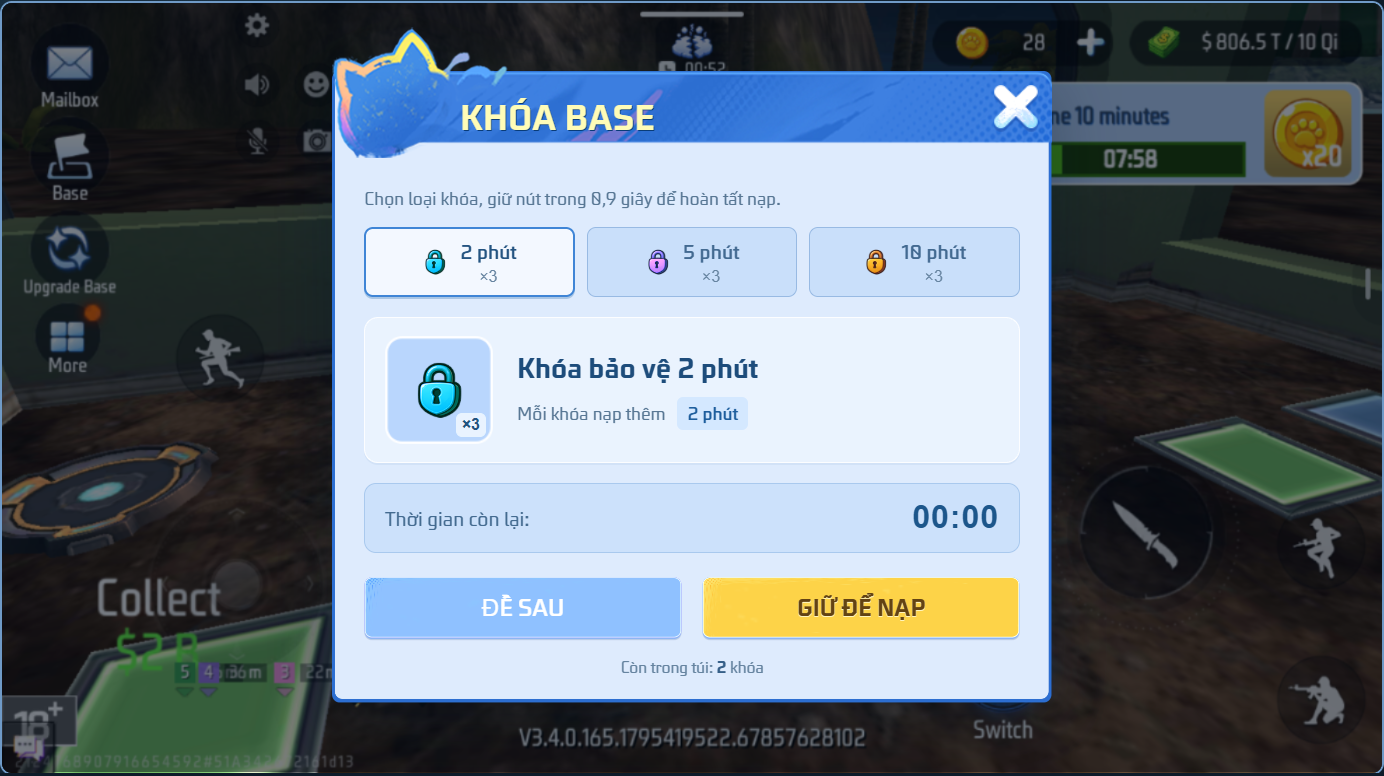 00:52
28
$ 806.5 T / 10 Qi
Mailbox
KHÓA BASE
ne 10 minutes
07:58
x20
Base
Chọn loại khóa, giữ nút trong 0,9 giây để hoàn tất nạp.
2 phút
×3
5 phút
×3
10 phút
×3
Upgrade Base
More
Khóa bảo vệ 2 phút
Mỗi khóa nạp thêm 2 phút
×3
Thời gian còn lại: 00:00
Collect
ĐỂ SAU
GIỮ ĐỂ NẠP
Còn trong túi: 2 khóa
5 4 36m 3 22m
18+
Switch
V3.4.0.165.1795419522.67857628102